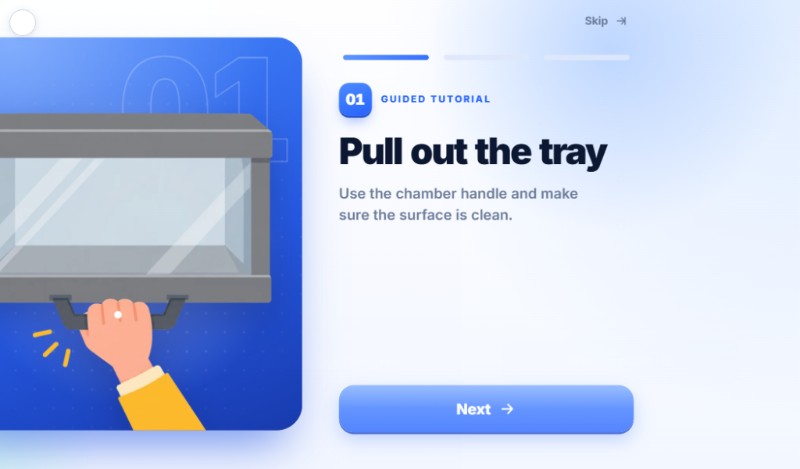 Skip
01
01
GUIDED TUTORIAL
Pull out the tray
Use the chamber handle and make
sure the surface is clean.
Next